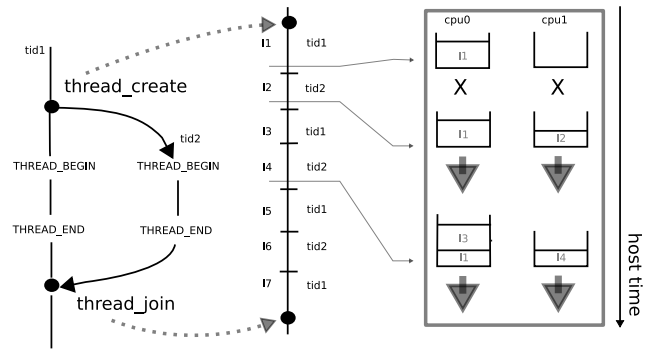 tid1
thread_create
tid2
THREAD_BEGIN THREAD_BEGIN
THREAD_END THREAD_END
thread_join
I1 tid1
I2 tid2
I3 tid1
I4 tid2
I5 tid1
I6 tid2
I7 tid1
cpu0 cpu1
I1
X X
I1 I2
I3
I1 I4
host time